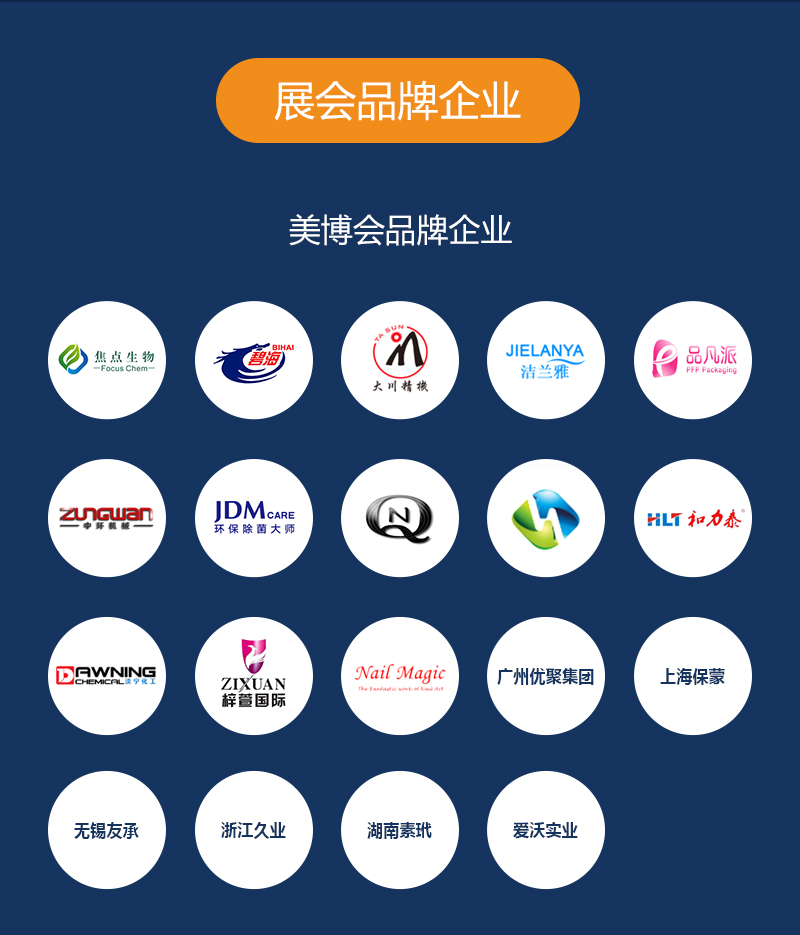 展会品牌企业
美博会品牌企业
焦点生物
Focus Chem
BIHAI
碧海
TA SUN
大川精機
JIELANYA
洁兰雅
品凡派
PFP Packaging
ZUNGWAN
中环机械
JDM CARE
环保除菌大师
QN
HLT 和力泰
DAWNING
CHEMICAL 滨宁化工
ZIXUAN
梓萱国际
Nail Magic
The Fantastic work of Nail Art
广州优聚集团
上海保蒙
无锡友承
浙江久业
湖南素玳
爱沃实业